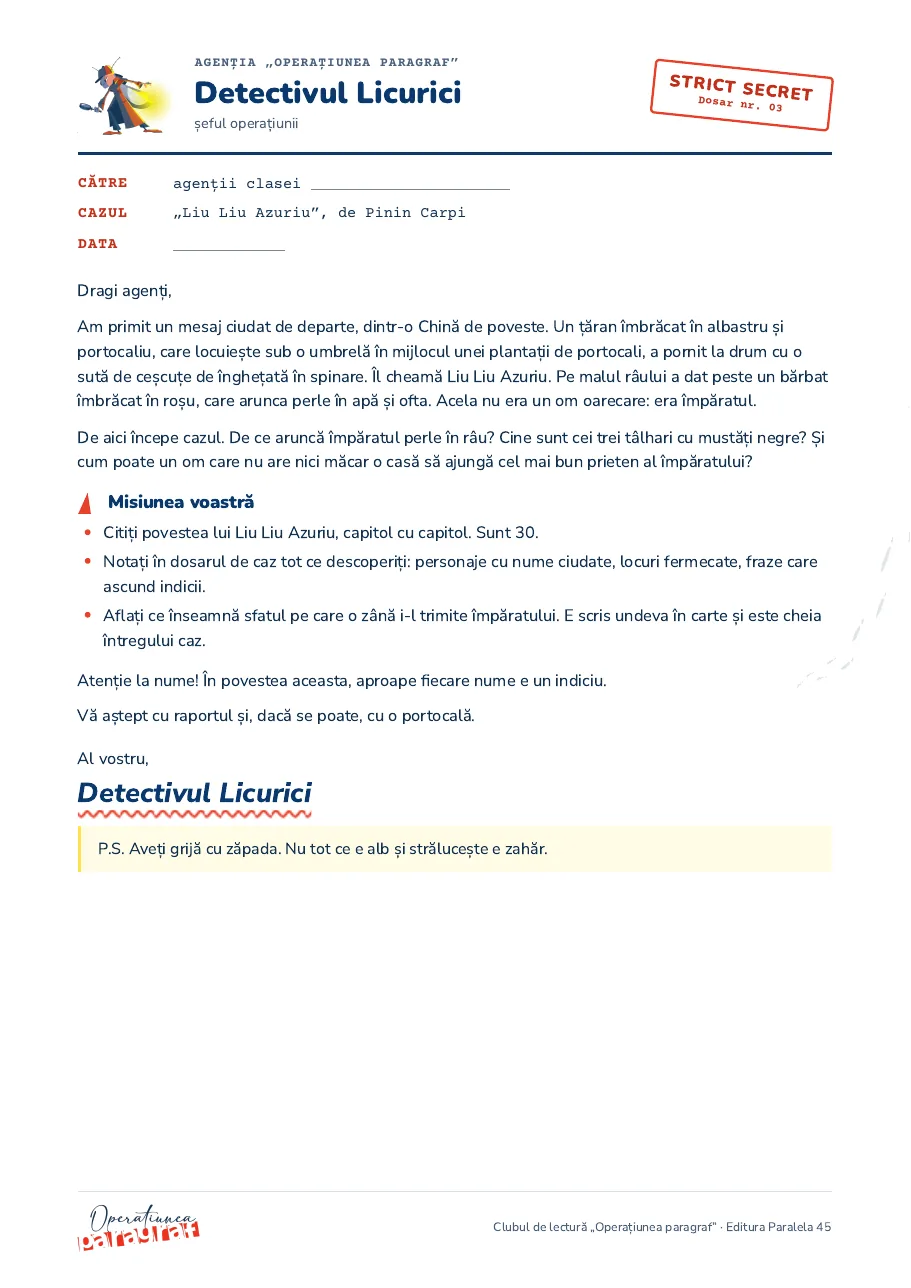 AGENȚIA „OPERAȚIUNEA PARAGRAF”
Detectivul Licurici
șeful operațiunii
STRICT SECRET
Dosar nr. 03
CĂTRE agenții clasei ______________________
CAZUL „Liu Liu Azuriu”, de Pinin Carpi
DATA ____________
Dragi agenți,
Am primit un mesaj ciudat de departe, dintr-o Chină de poveste. Un țăran îmbrăcat în albastru și
portocaliu, care locuiește sub o umbrelă în mijlocul unei plantații de portocali, a pornit la drum cu o
sută de ceșcuțe de înghețată în spinare. Îl cheamă Liu Liu Azuriu. Pe malul râului a dat peste un bărbat
îmbrăcat în roșu, care arunca perle în apă și ofta. Acela nu era un om oarecare: era împăratul.
De aici începe cazul. De ce aruncă împăratul perle în râu? Cine sunt cei trei tâlhari cu mustăți negre? Și
cum poate un om care nu are nici măcar o casă să ajungă cel mai bun prieten al împăratului?
Misiunea voastră
• Citiți povestea lui Liu Liu Azuriu, capitol cu capitol. Sunt 30.
• Notați în dosarul de caz tot ce descoperiți: personaje cu nume ciudate, locuri fermecate, fraze care
ascund indicii.
• Aflați ce înseamnă sfatul pe care o zână i-l trimite împăratului. E scris undeva în carte și este cheia
întregului caz.
Atenție la nume! În povestea aceasta, aproape fiecare nume e un indiciu.
Vă aștept cu raportul și, dacă se poate, cu o portocală.
Al vostru,
Detectivul Licurici
P.S. Aveți grijă cu zăpada. Nu tot ce e alb și strălucește e zahăr.
Operațiunea
paragraf
Clubul de lectură „Operațiunea paragraf” · Editura Paralela 45